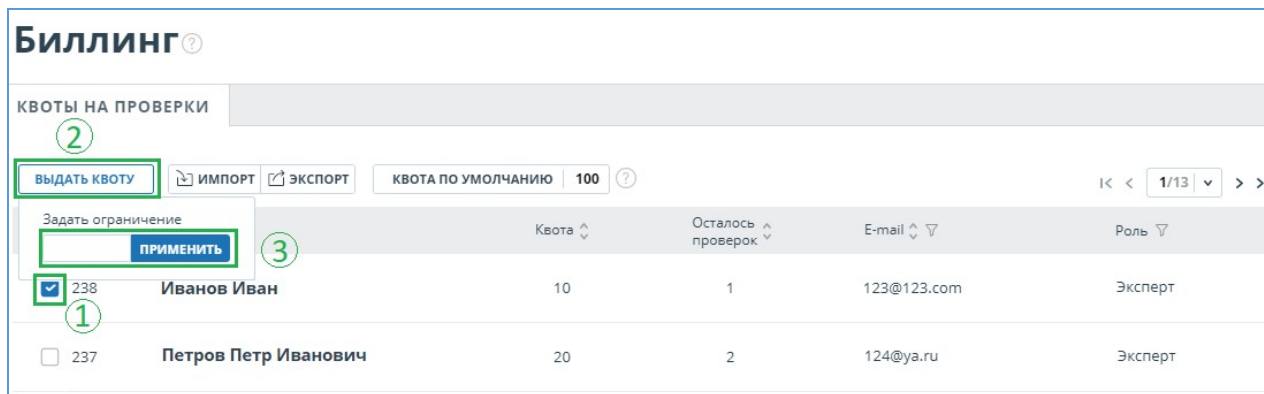 Биллинг ?
КВОТЫ НА ПРОВЕРКИ
2
ВЫДАТЬ КВОТУ ИМПОРТ ЭКСПОРТ КВОТА ПО УМОЛЧАНИЮ 100 ? 1/13
Задать ограничение
ПРИМЕНИТЬ 3
Квота Осталось проверок E-mail Роль
238 Иванов Иван 10 1 123@123.com Эксперт
1
237 Петров Петр Иванович 20 2 124@ya.ru Эксперт